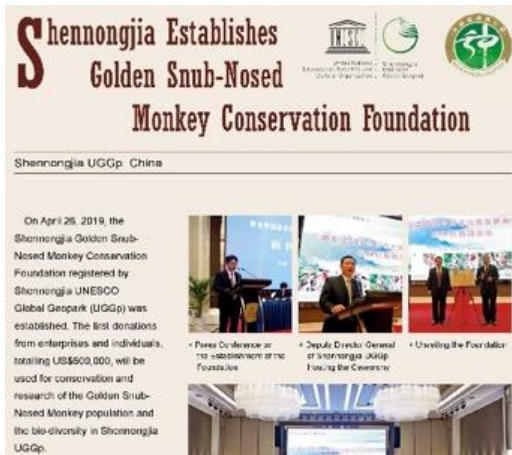 Shennongjia Establishes
Golden Snub-Nosed
Monkey Conservation Foundation
UNESCO
United Nations
Shennongjia UGGp China
On April 26, 2019, the
Shennongjia Golden Snub-
Nosed Monkey Conservation
Foundation registered by
Shennongjia UNESCO
Global Geopark (UGGp) was
established. The first donations
from enterprises and individuals,
totalling US$500,000, will be
used for conservation and
research of the Golden Snub-
Nosed Monkey population and
the bio-diversity in Shennongjia
UGGp.
Press Conference on
the Establishment of the
Foundation
Deputy Director General
of Shennongjia UGGp
Hosting the Ceremony
Unveiling the Foundation